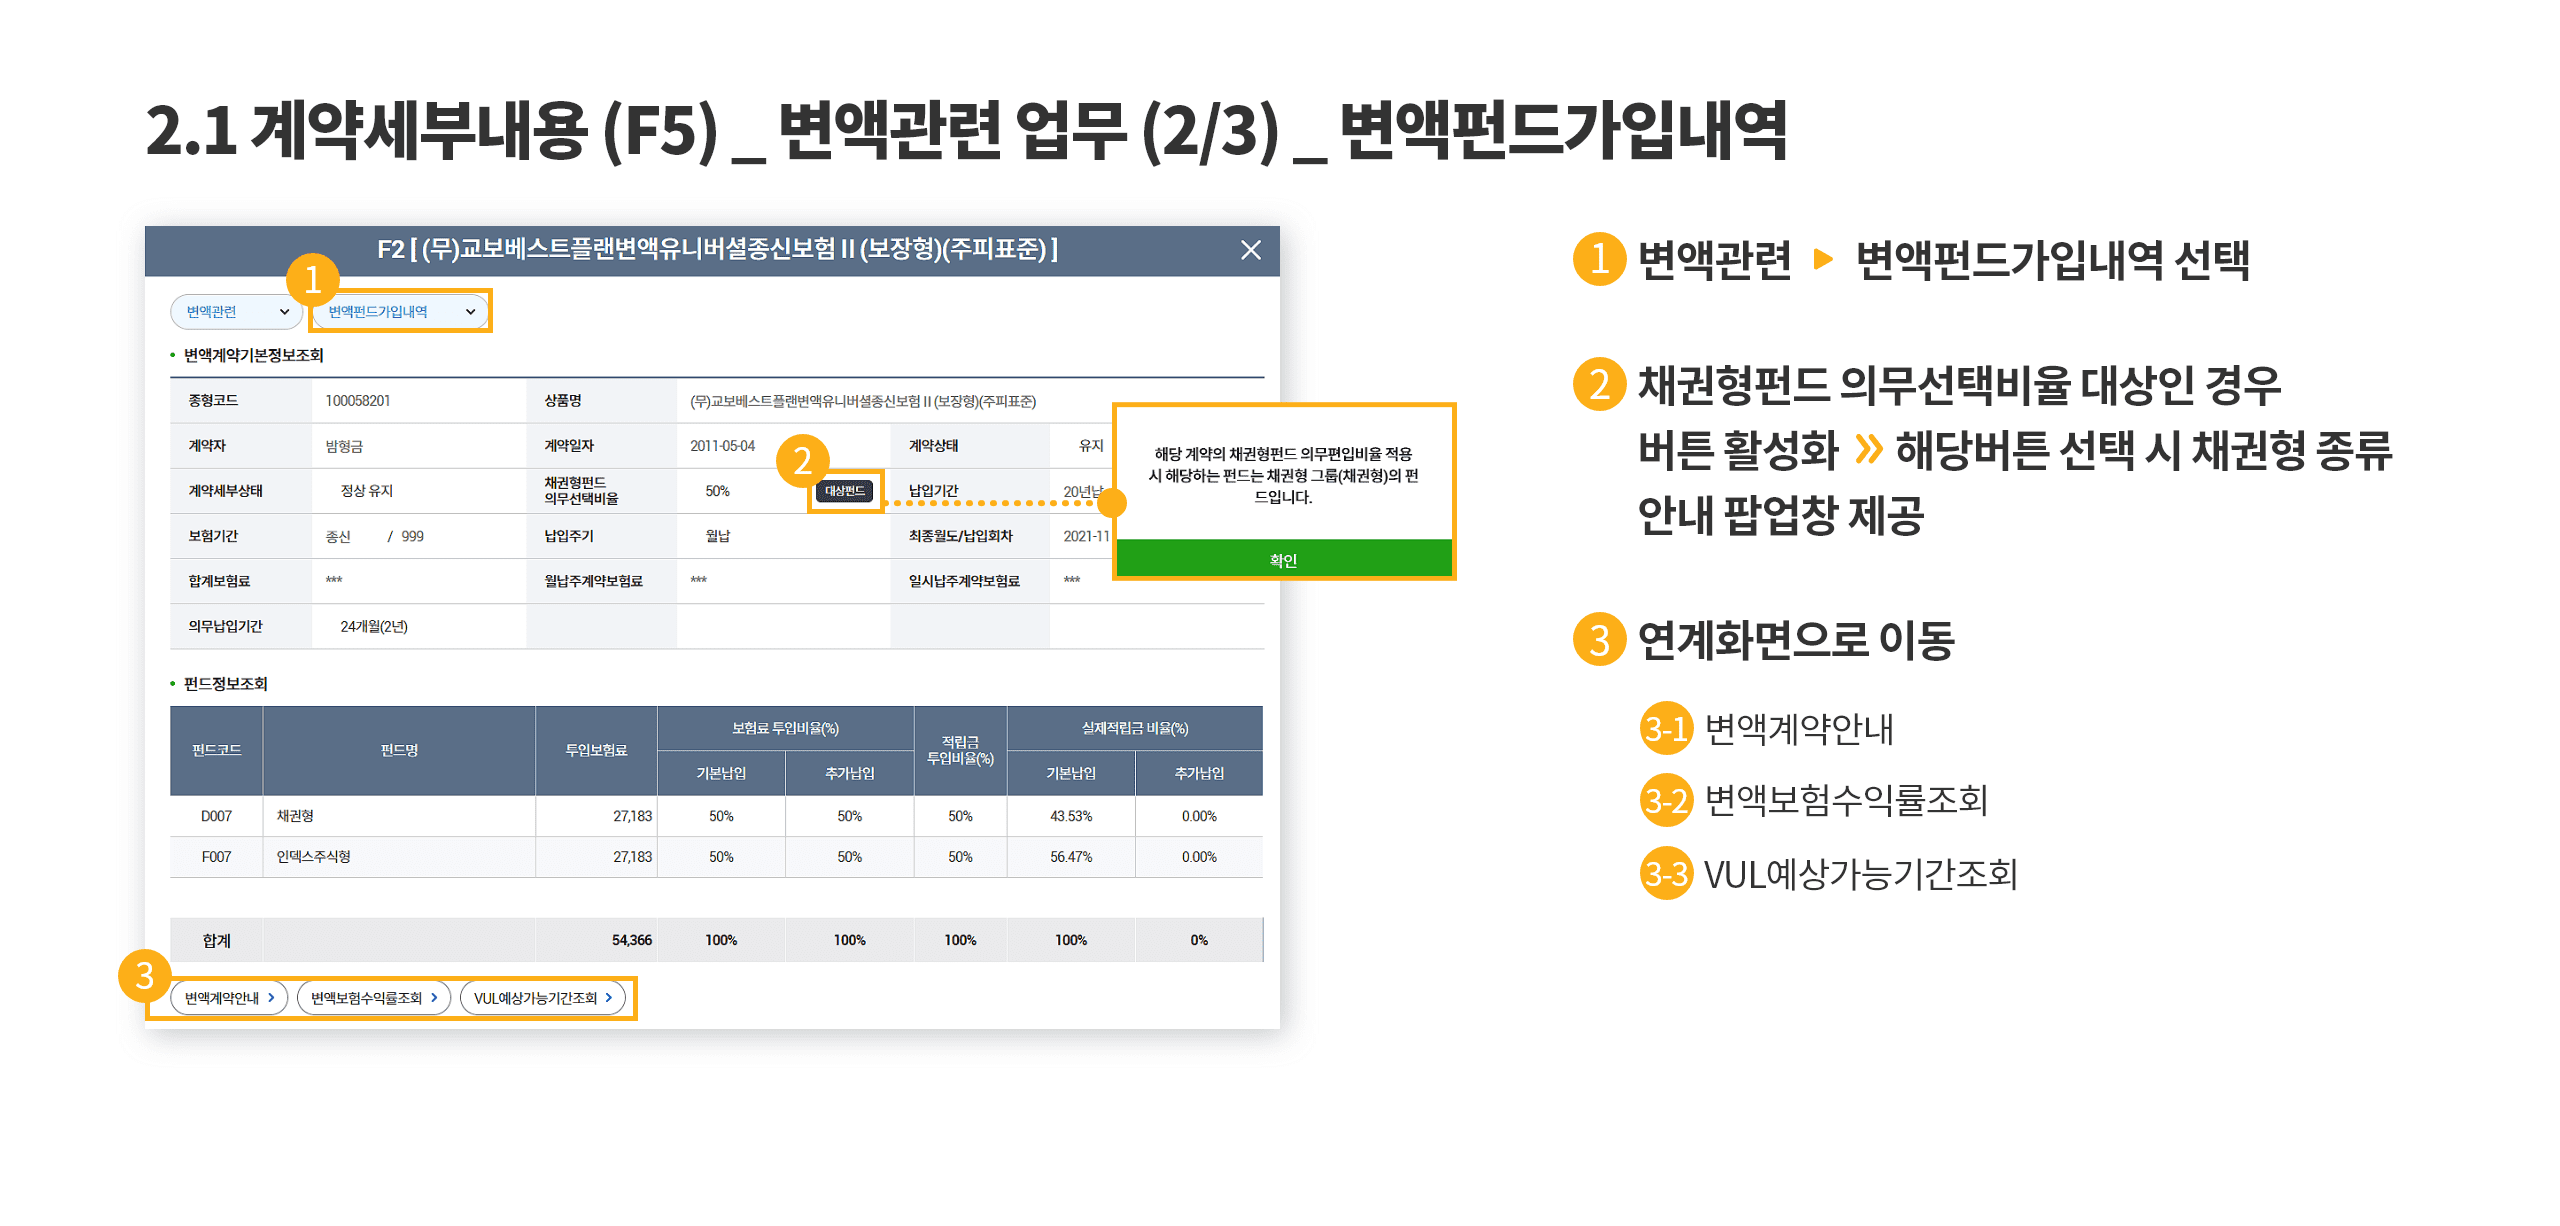 2.1 계약세부내용 (F5) _ 변액관련 업무 (2/3) _ 변액펀드가입내역
F2 [ (무)교보베스트플랜변액유니버셜종신보험 II (보장형)(주피표준) ]
1
변액관련
변액펀드가입내역
변액계약기본정보조회
종형코드 100058201 상품명 (무)교보베스트플랜변액유니버셜종신보험 II (보장형)(주피표준)
계약자 밤형금 계약일자 2011-05-04 계약상태 유지
2
계약세부상태 정상 유지 채권형펀드 의무선택비율 50% 대상펀드 납입기간 20년납
보험기간 종신 / 999 납입주기 월납 최종월도/납입회차 2021-11
합계보험료 *** 월납주계약보험료 *** 일시납주계약보험료 ***
의무납입기간 24개월(2년)
해당 계약의 채권형펀드 의무편입비율 적용
시 해당하는 펀드는 채권형 그룹(채권형)의 펀
드입니다.
확인
펀드정보조회
펀드코드 펀드명 투입보험료 보험료 투입비율(%) 적립금 투입비율(%) 실제적립금 비율(%)
기본납입 추가납입 기본납입 추가납입
D007 채권형 27,183 50% 50% 50% 43.53% 0.00%
F007 인덱스주식형 27,183 50% 50% 50% 56.47% 0.00%
합계 54,366 100% 100% 100% 100% 0%
3
변액계약안내
변액보험수익률조회
VUL예상가능기간조회
1 변액관련 ▶ 변액펀드가입내역 선택
2 채권형펀드 의무선택비율 대상인 경우
버튼 활성화 » 해당버튼 선택 시 채권형 종류
안내 팝업창 제공
3 연계화면으로 이동
3-1 변액계약안내
3-2 변액보험수익률조회
3-3 VUL예상가능기간조회